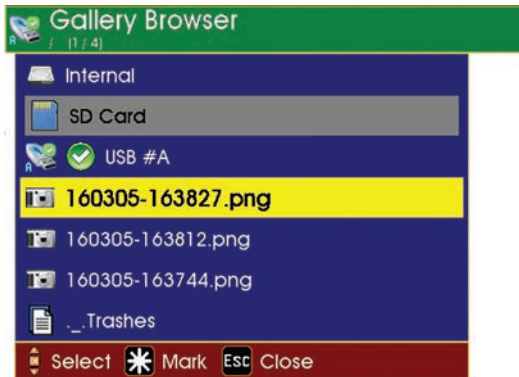 Gallery Browser
A / (1 / 4)
Internal
SD Card
A USB #A
160305-163827.png
160305-163812.png
160305-163744.png
._.Trashes
Select Mark Esc Close